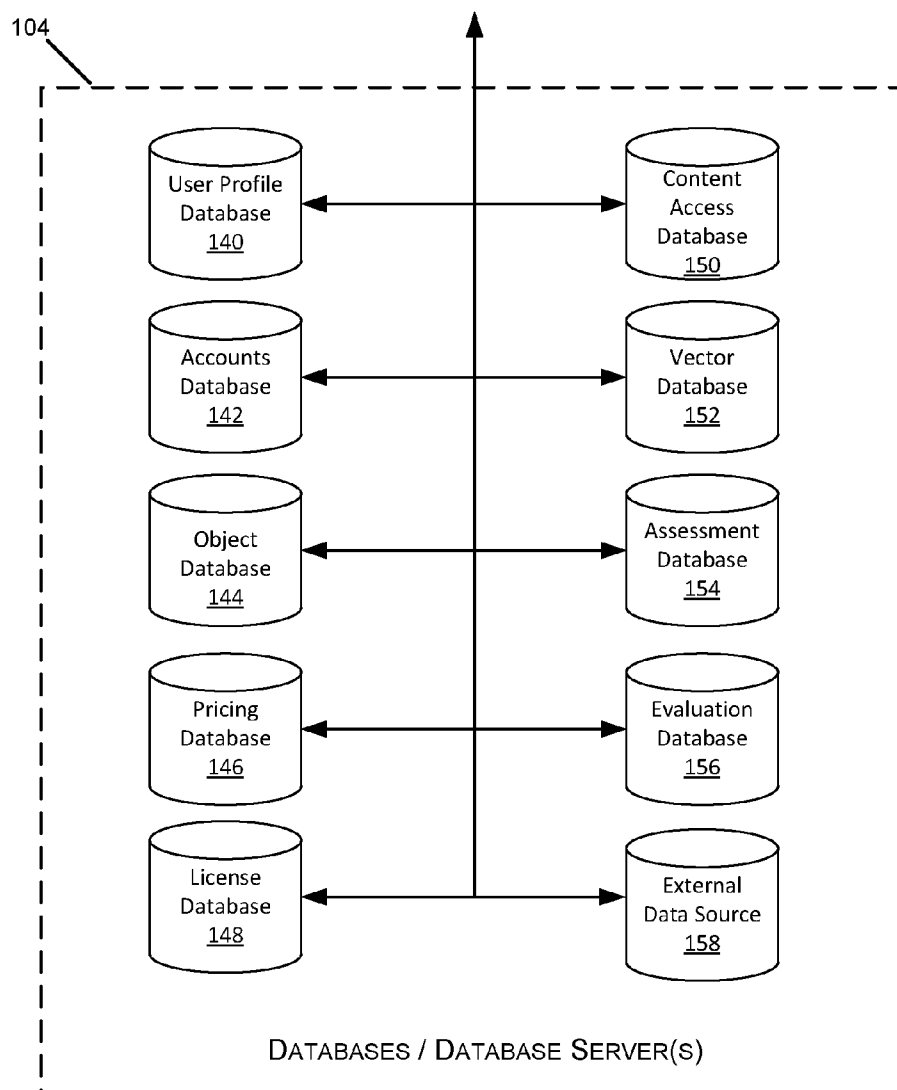 104
User Profile
Database
140
Content
Access
Database
150
Accounts
Database
142
Vector
Database
152
Object
Database
144
Assessment
Database
154
Pricing
Database
146
Evaluation
Database
156
License
Database
148
External
Data Source
158
DATABASES / DATABASE SERVER(S)